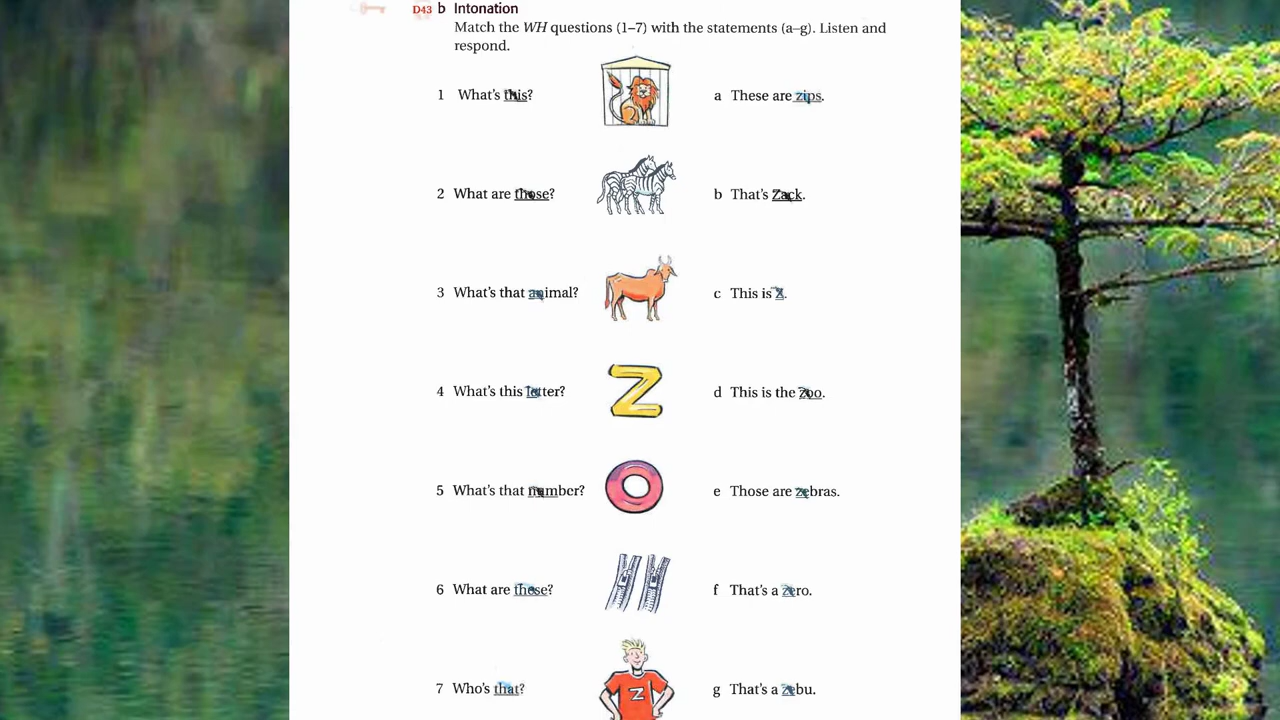 D43 b Intonation
Match the WH questions (1–7) with the statements (a–g). Listen and
respond.
1 What's this? a These are zips.
2 What are those? b That's Zack.
3 What's that animal? c This is Z.
4 What's this letter? Z d This is the zoo.
5 What's that number? e Those are zebras.
6 What are these? f That's a zero.
7 Who's that? Z g That's a zebu.